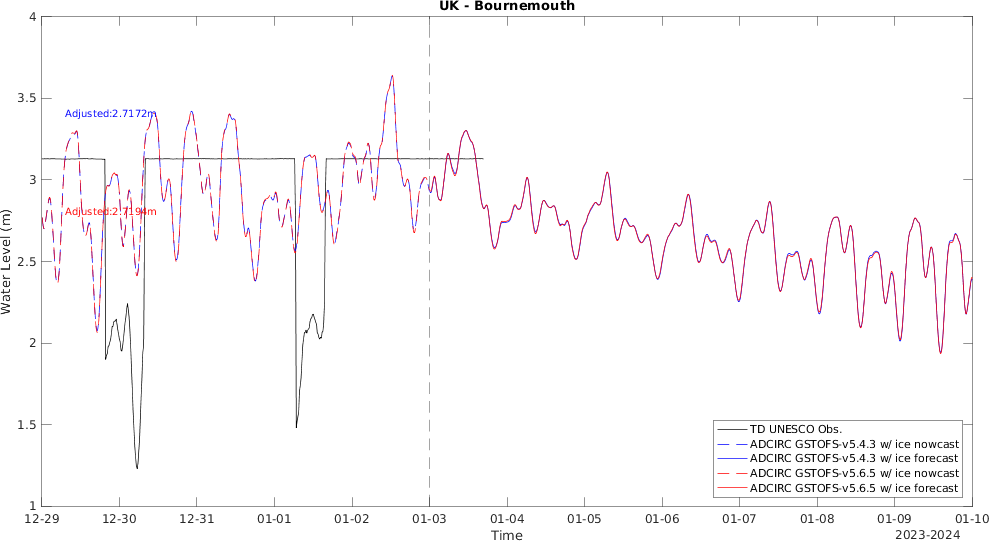 UK - Bournemouth
4
3.5
3
2.5
2
1.5
1
Water Level (m)
Adjusted:2.7172m
Adjusted:2.7194m
TD UNESCO Obs.
ADCIRC GSTOFS-v5.4.3 w/ ice nowcast
ADCIRC GSTOFS-v5.4.3 w/ ice forecast
ADCIRC GSTOFS-v5.6.5 w/ ice nowcast
ADCIRC GSTOFS-v5.6.5 w/ ice forecast
12-29 12-30 12-31 01-01 01-02 01-03 01-04 01-05 01-06 01-07 01-08 01-09 01-10
Time
2023-2024